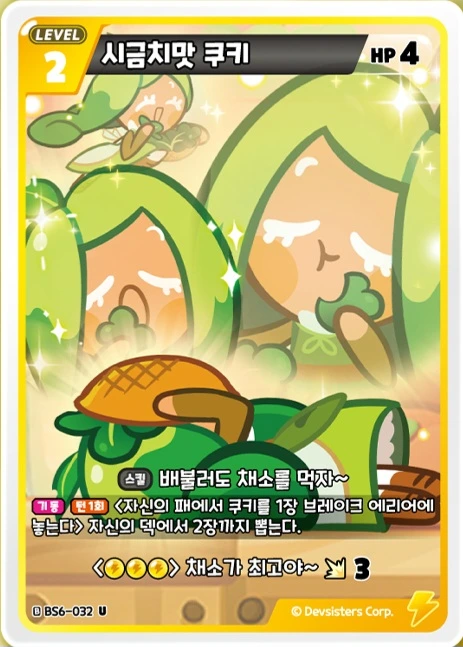 LEVEL
2
시금치맛 쿠키
HP 4
스킬 배불러도 채소를 먹자~
기동 턴 1회 <자신의 패에서 쿠키를 1장 브레이크 에리어에
놓는다> 자신의 덱에서 2장까지 뽑는다.
< > 채소가 최고야~ 3
BS6-032 U
© Devsisters Corp.